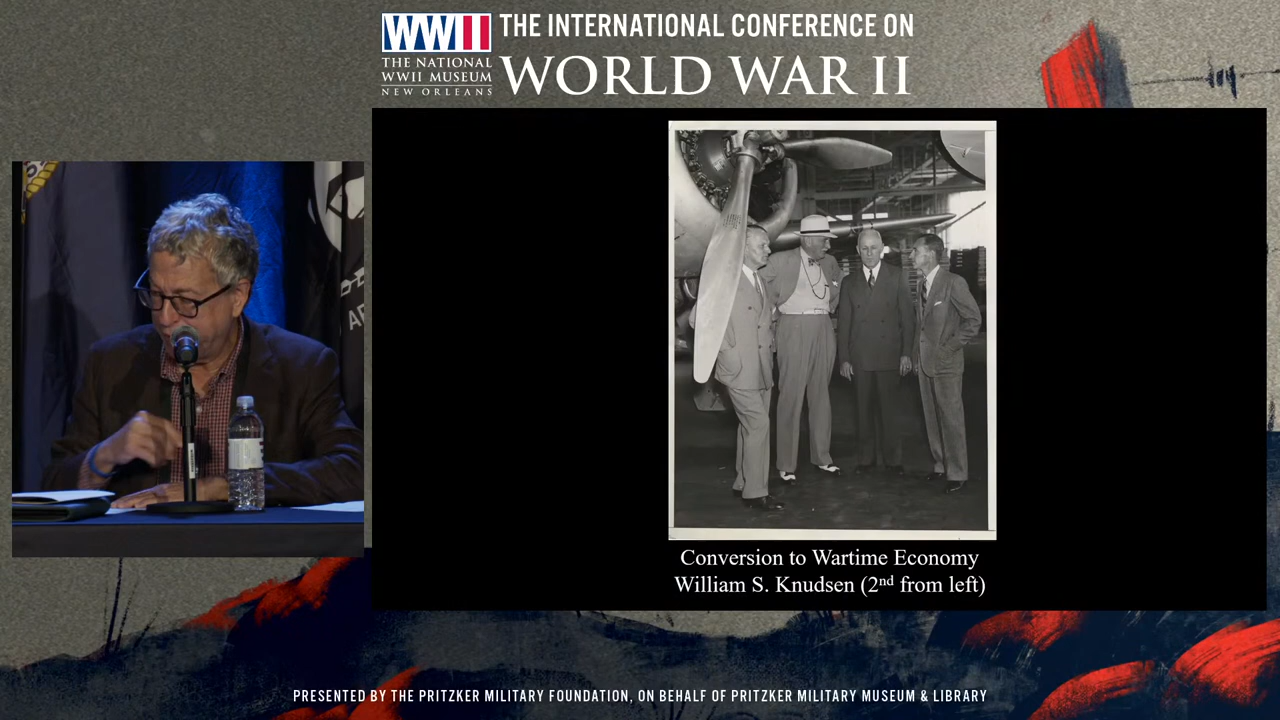 WWII
THE NATIONAL
WWII MUSEUM
NEW ORLEANS
THE INTERNATIONAL CONFERENCE ON
WORLD WAR II
Conversion to Wartime Economy
William S. Knudsen (2nd from left)
PRESENTED BY THE PRITZKER MILITARY FOUNDATION, ON BEHALF OF PRITZKER MILITARY MUSEUM & LIBRARY